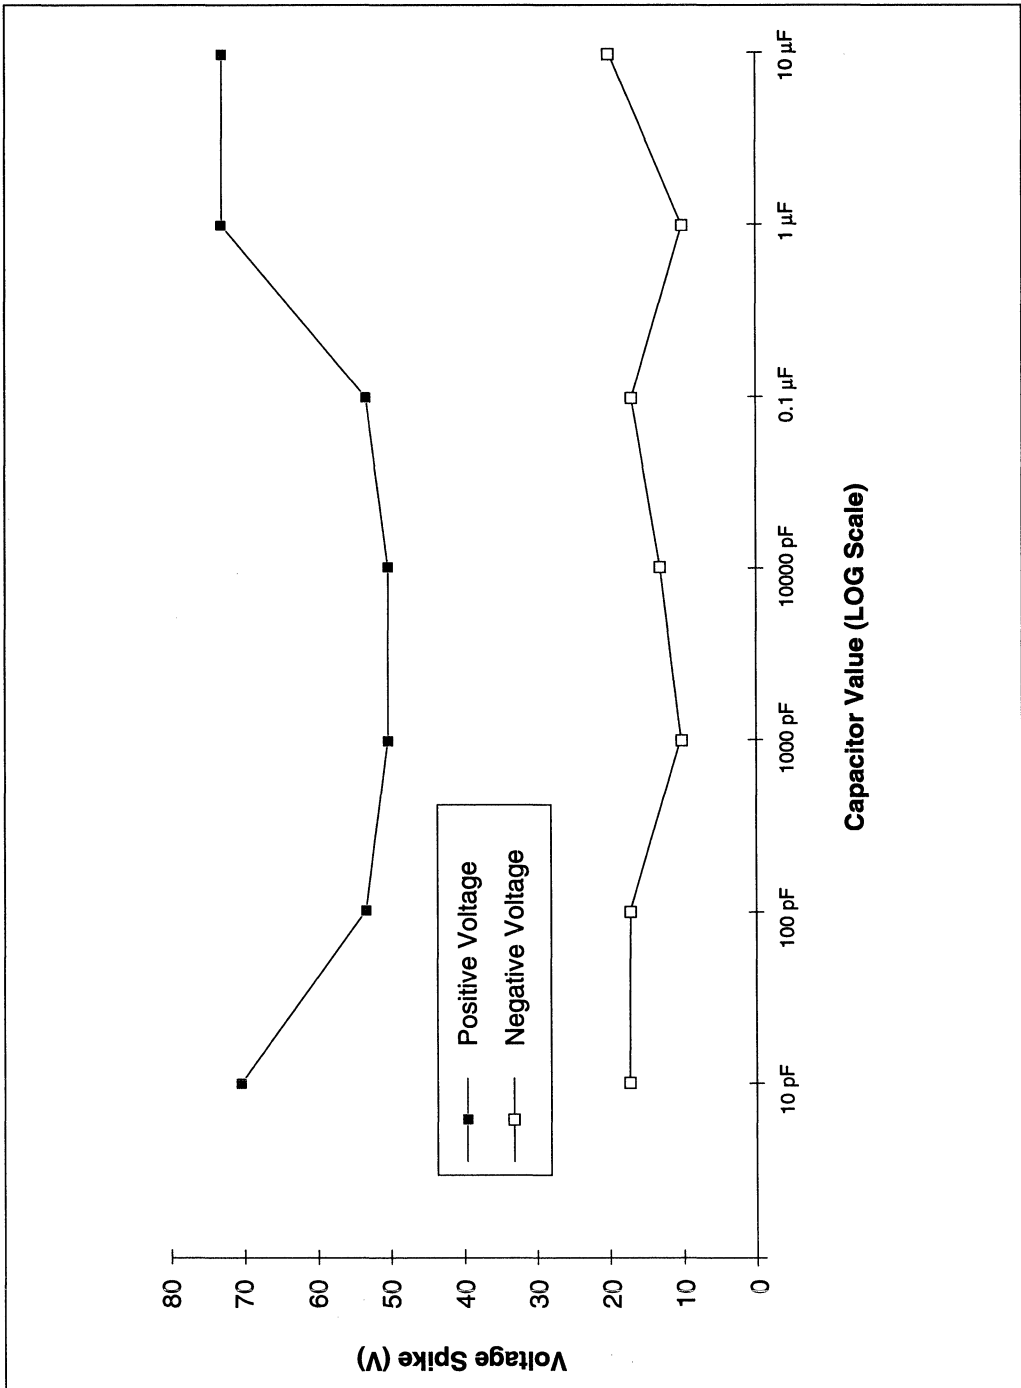 Voltage Spike (V)
80
70
60
50
40
30
20
10
0
Positive Voltage
Negative Voltage
10 pF
100 pF
1000 pF
10000 pF
0.1 µF
1 µF
10 µF
Capacitor Value (LOG Scale)